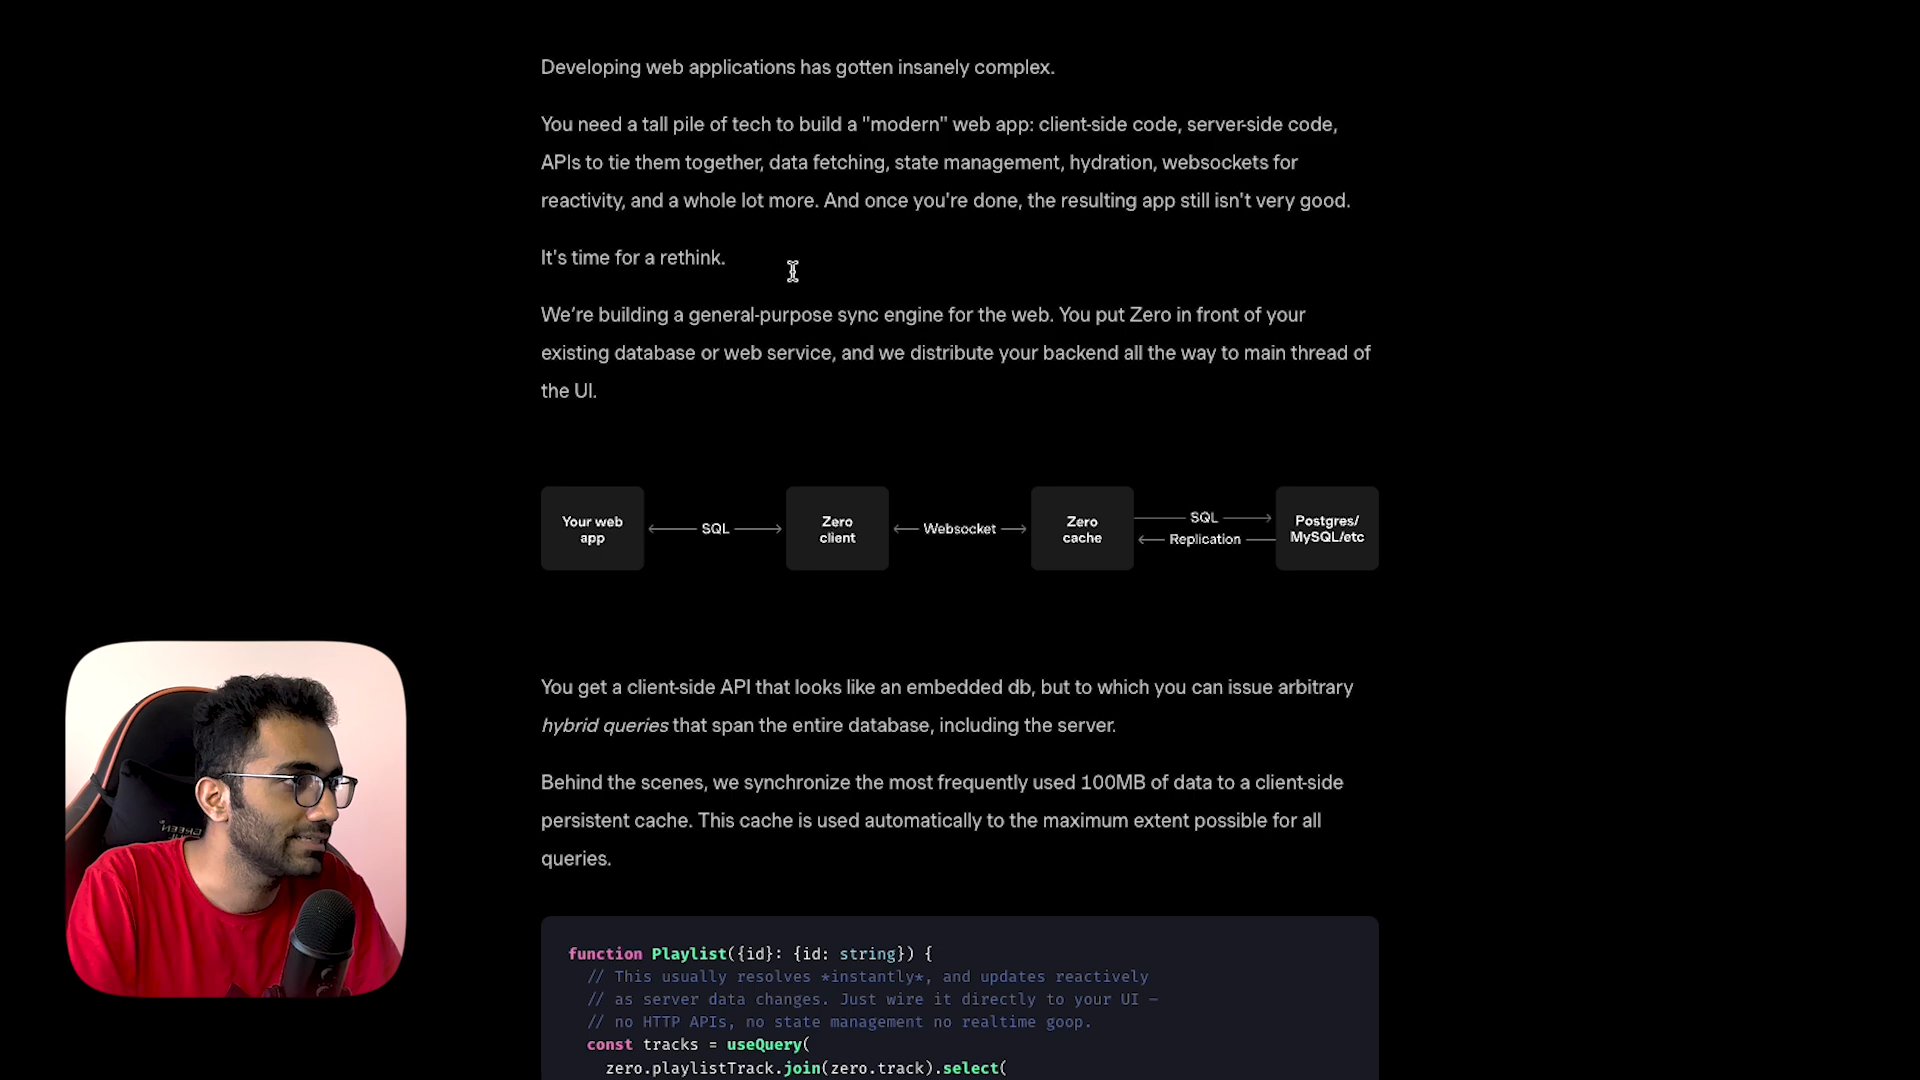 Developing web applications has gotten insanely complex.
You need a tall pile of tech to build a "modern" web app: client-side code, server-side code,
APIs to tie them together, data fetching, state management, hydration, websockets for
reactivity, and a whole lot more. And once you're done, the resulting app still isn't very good.
It's time for a rethink.
We’re building a general-purpose sync engine for the web. You put Zero in front of your
existing database or web service, and we distribute your backend all the way to main thread of
the UI.
Your web
app
SQL
Zero
client
Websocket
Zero
cache
SQL
Replication
Postgres/
MySQL/etc
You get a client-side API that looks like an embedded db, but to which you can issue arbitrary
hybrid queries that span the entire database, including the server.
Behind the scenes, we synchronize the most frequently used 100MB of data to a client-side
persistent cache. This cache is used automatically to the maximum extent possible for all
queries.
function Playlist({id}: {id: string}) {
// This usually resolves *instantly*, and updates reactively
// as server data changes. Just wire it directly to your UI –
// no HTTP APIs, no state management no realtime goop.
const tracks = useQuery(
zero.playlistTrack.join(zero.track).select(